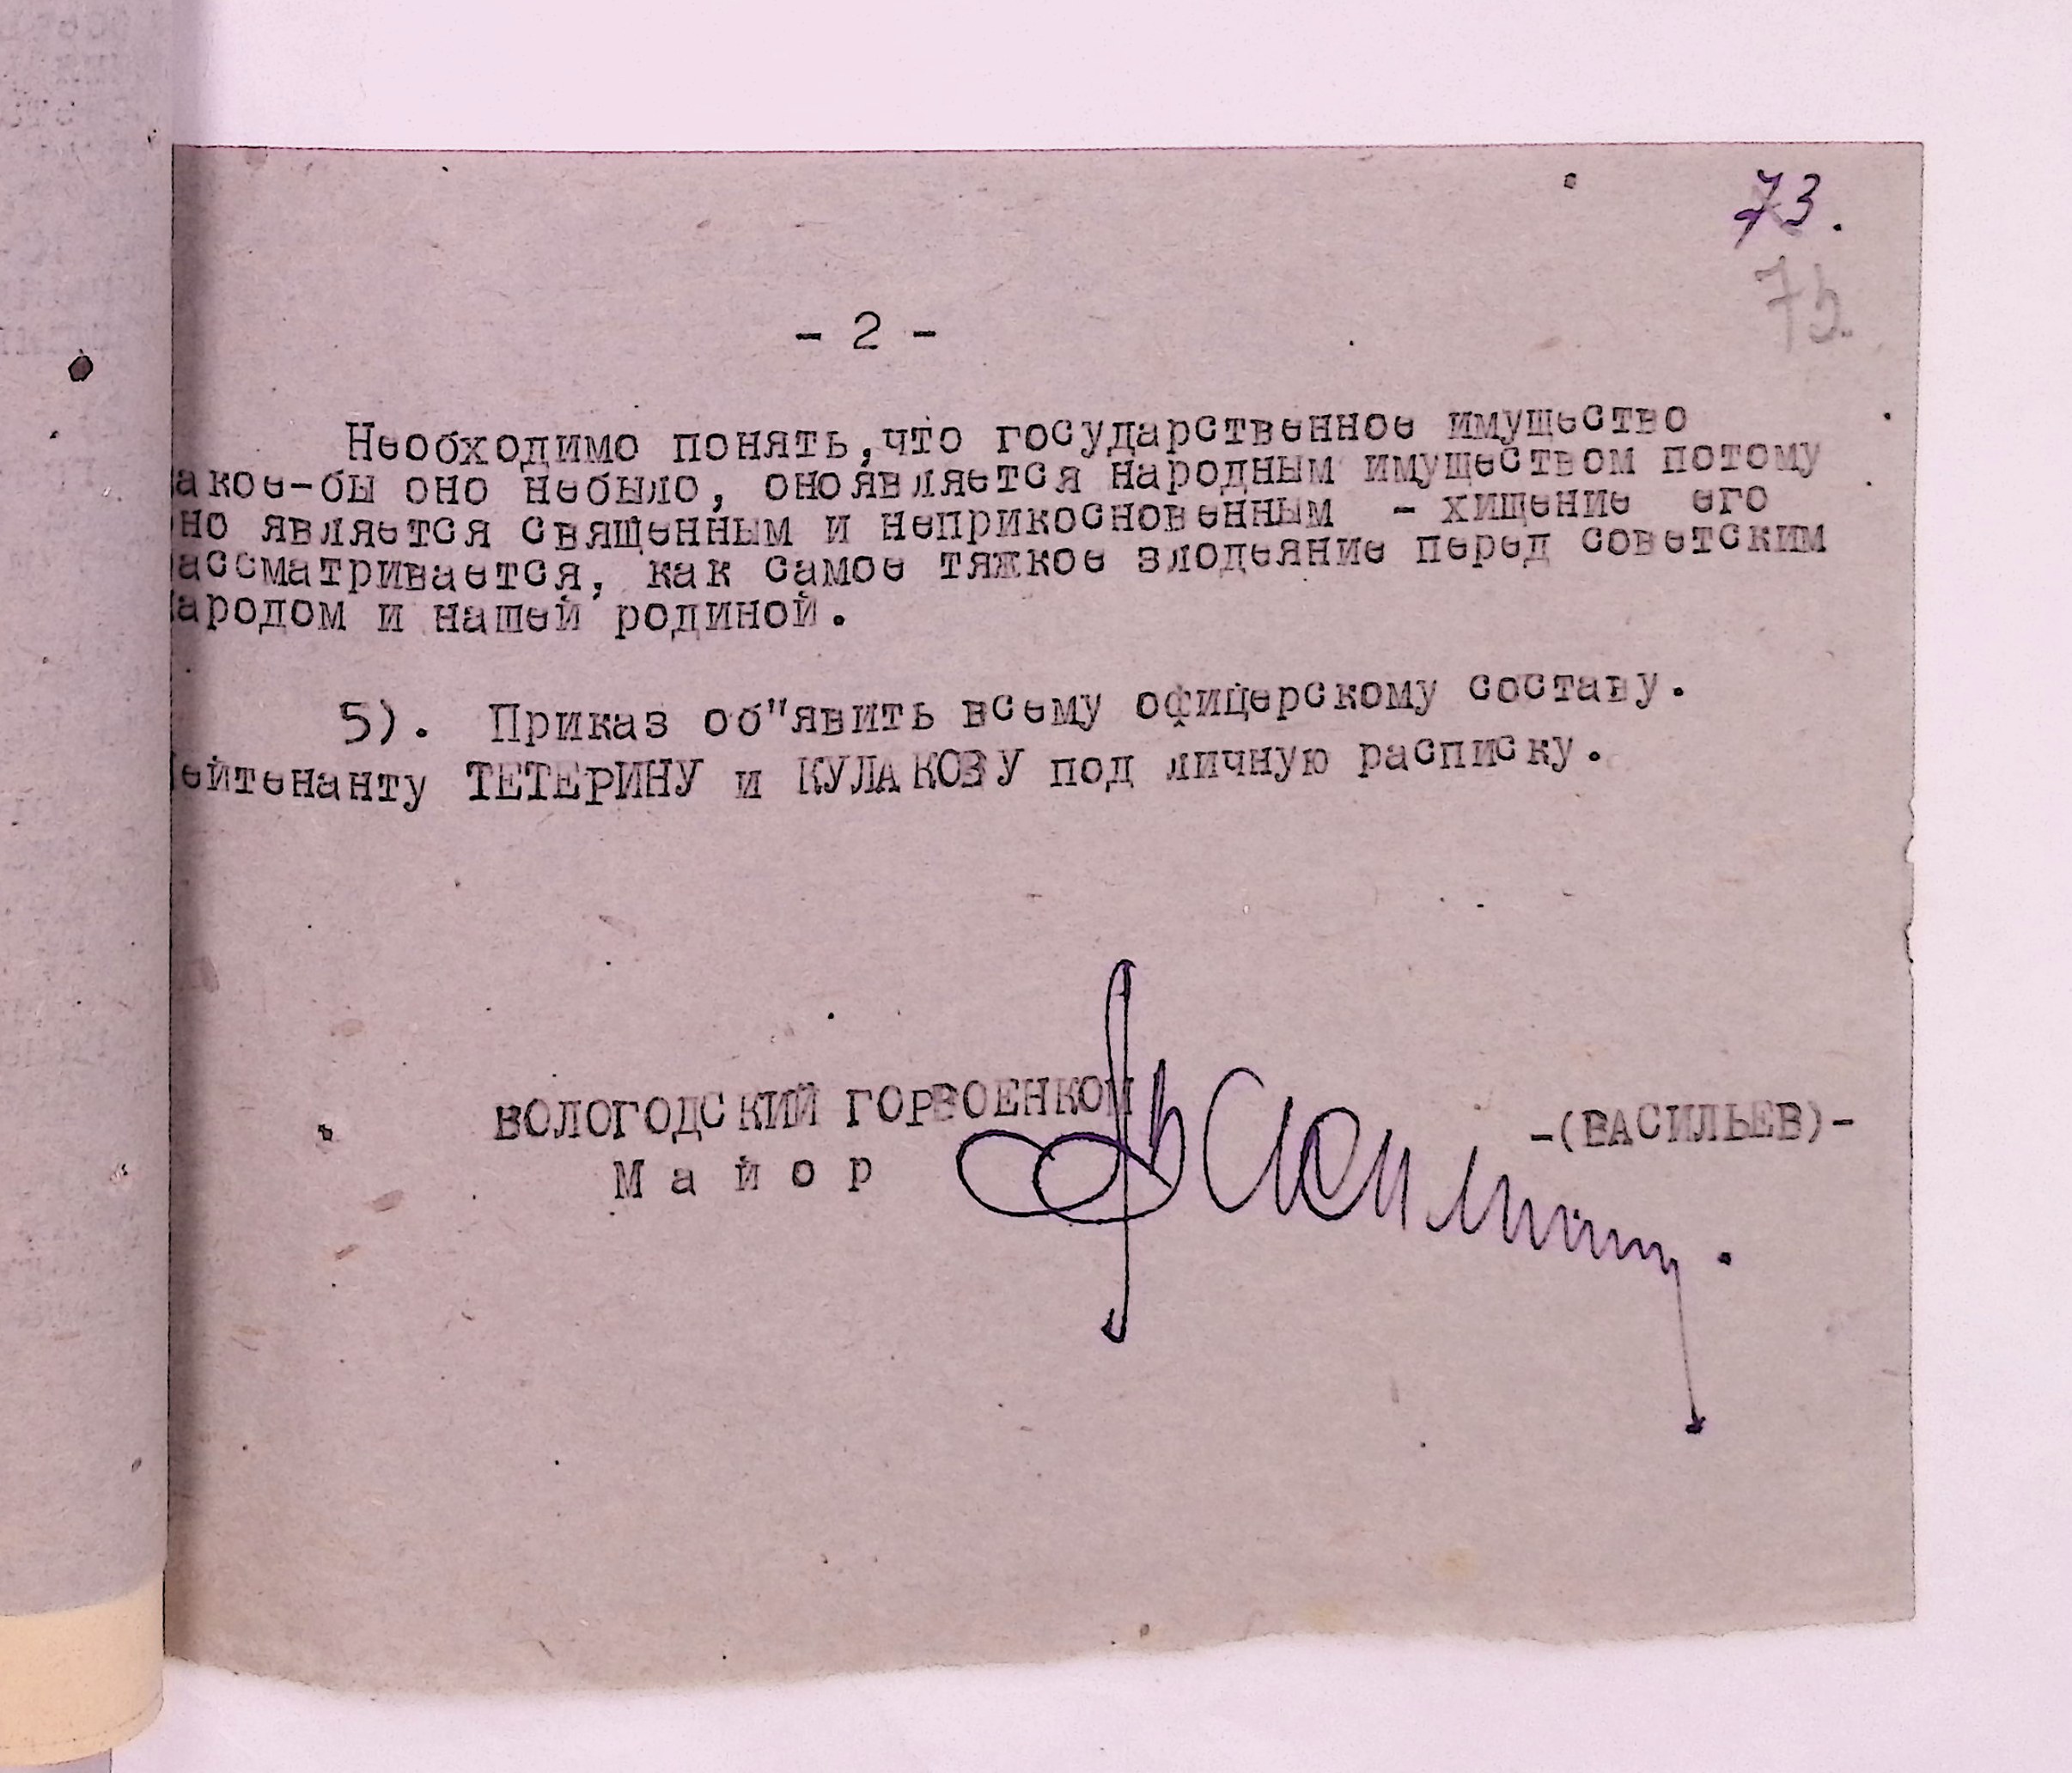 73.
75.
- 2 -
Необходимо понять,что государственное имущество
акое-бы оно небыло, оно является народным имуществом потому
но является священным и неприкосновенным - хищение его
ассматривается, как самое тяжкое злодеяние перед советским
ародом и нашей родиной.
5). Приказ об"явить всему офицерскому составу.
ейтенанту ТЕТЕРИНУ и КУЛАКОВУ под личную расписку.
ВОЛОГОДСКИЙ ГОРВОЕНКОМ
Майор
-(ВАСИЛЬЕВ)-